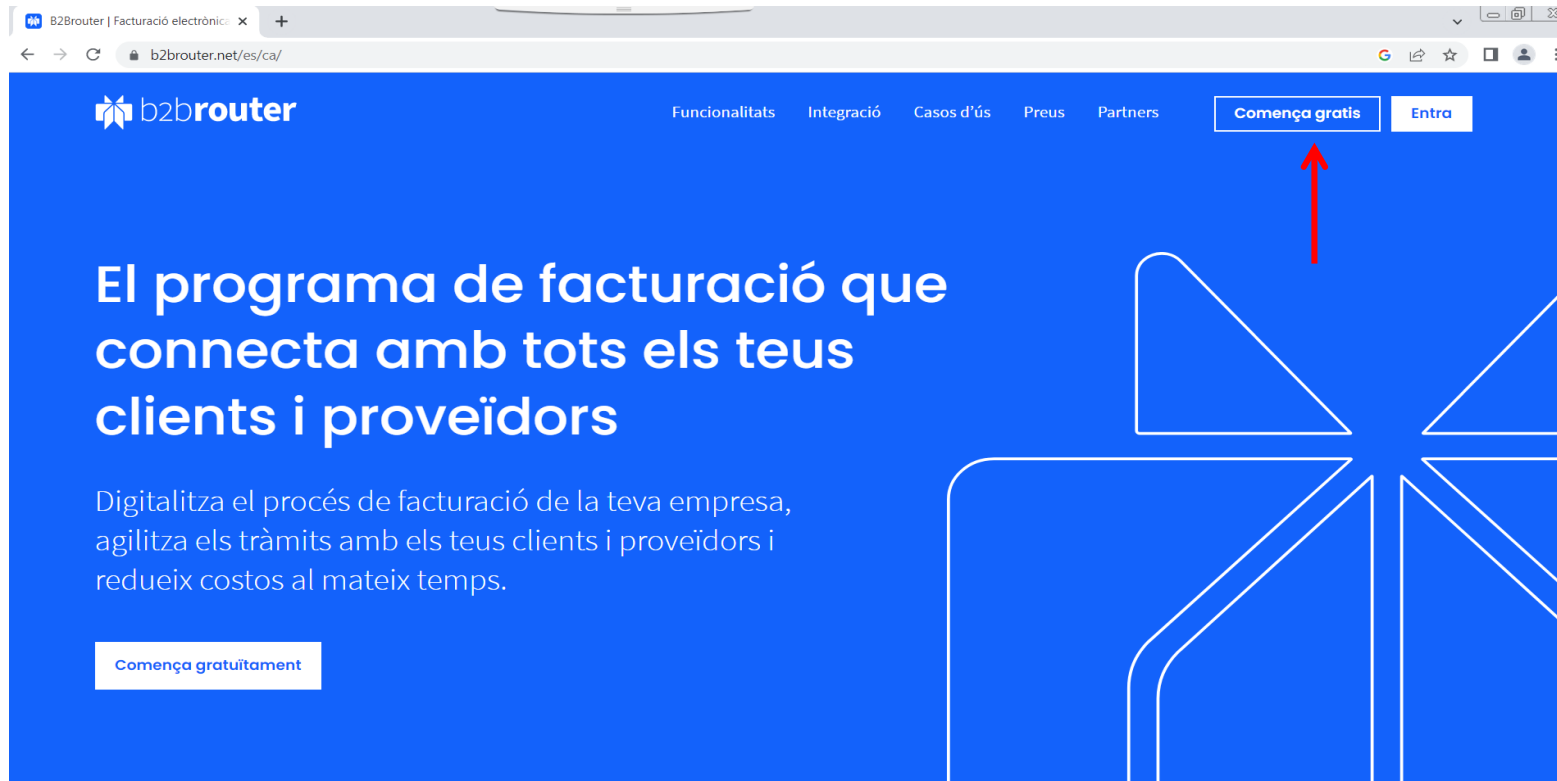 B2Brouter | Facturació electrònica
b2brouter.net/es/ca/
b2brouter
Funcionalitats Integració Casos d'ús Preus Partners Comença gratis Entra
El programa de facturació que
connecta amb tots els teus
clients i proveïdors
Digitalitza el procés de facturació de la teva empresa,
agilitza els tràmits amb els teus clients i proveïdors i
redueix costos al mateix temps.
Comença gratuïtament